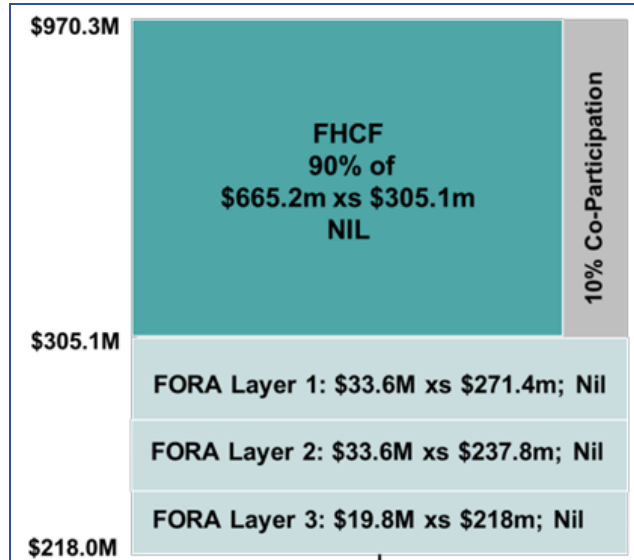 $970.3M
FHCF
90% of
$665.2m xs $305.1m
NIL
10% Co-Participation
$305.1M
FORA Layer 1: $33.6M xs $271.4m; Nil
FORA Layer 2: $33.6M xs $237.8m; Nil
FORA Layer 3: $19.8M xs $218m; Nil
$218.0M